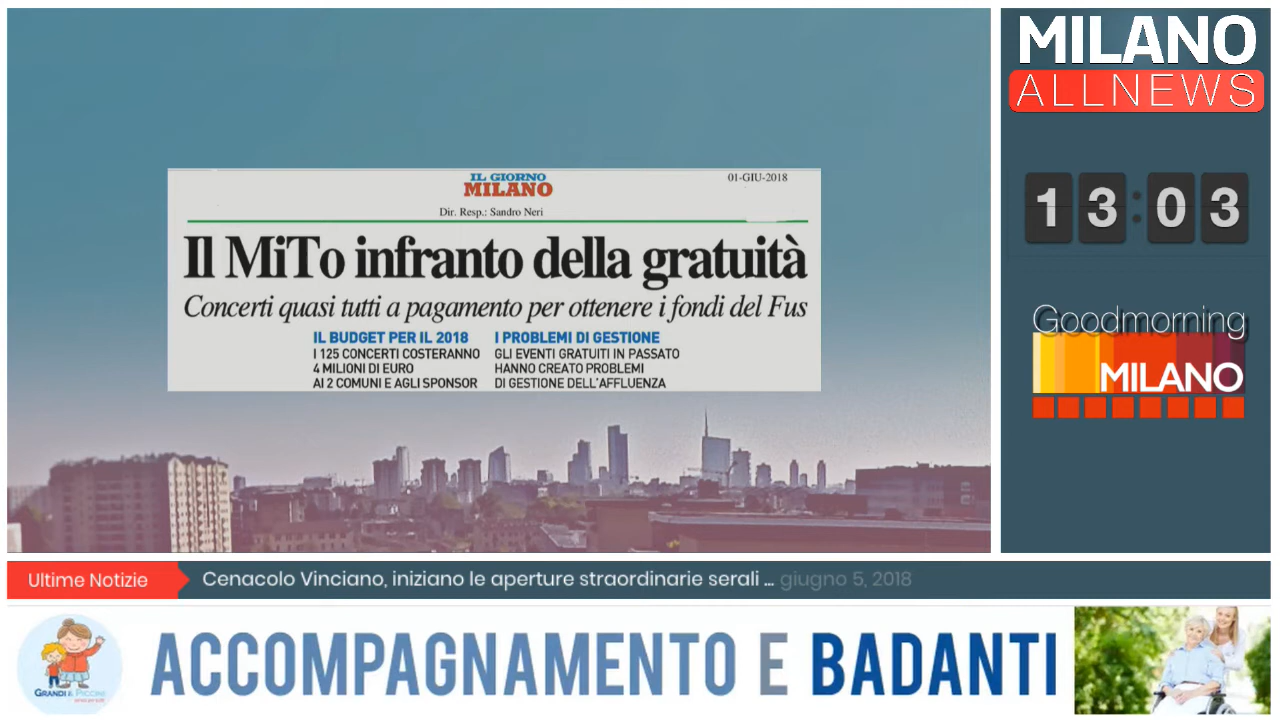 IL GIORNO
MILANO
01-GIU-2018
Dir. Resp.: Sandro Neri
Il MiTo infranto della gratuità
Concerti quasi tutti a pagamento per ottenere i fondi del Fus
IL BUDGET PER IL 2018
I 125 CONCERTI COSTERANNO
4 MILIONI DI EURO
AI 2 COMUNI E AGLI SPONSOR
I PROBLEMI DI GESTIONE
GLI EVENTI GRATUITI IN PASSATO
HANNO CREATO PROBLEMI
DI GESTIONE DELL'AFFLUENZA
MILANO
ALLNEWS
13:03
Goodmorning
MILANO
Ultime Notizie
Cenacolo Vinciano, iniziano le aperture straordinarie serali ... giugno 5, 2018
GRANDI & PICCINI
ACCOMPAGNAMENTO E BADANTI